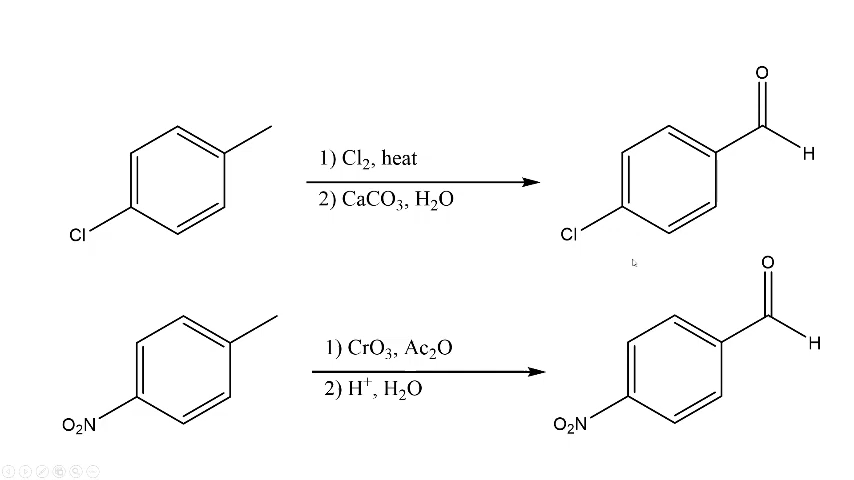 O
1) Cl₂, heat
H
2) CaCO₃, H₂O
Cl
Cl
O
1) CrO₃, Ac₂O
H
2) H⁺, H₂O
O₂N
O₂N